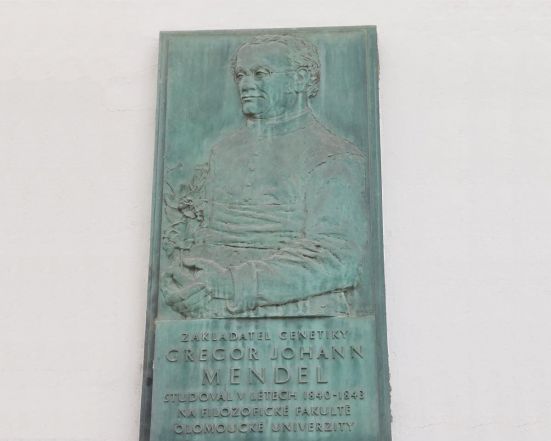 ZAKLADATEL GENETIKY
GREGOR JOHANN
MENDEL
STUDOVAL V LETECH 1840-1843
NA FILOZOFICKÉ FAKULTĚ
OLOMOUCKÉ UNIVERZITY